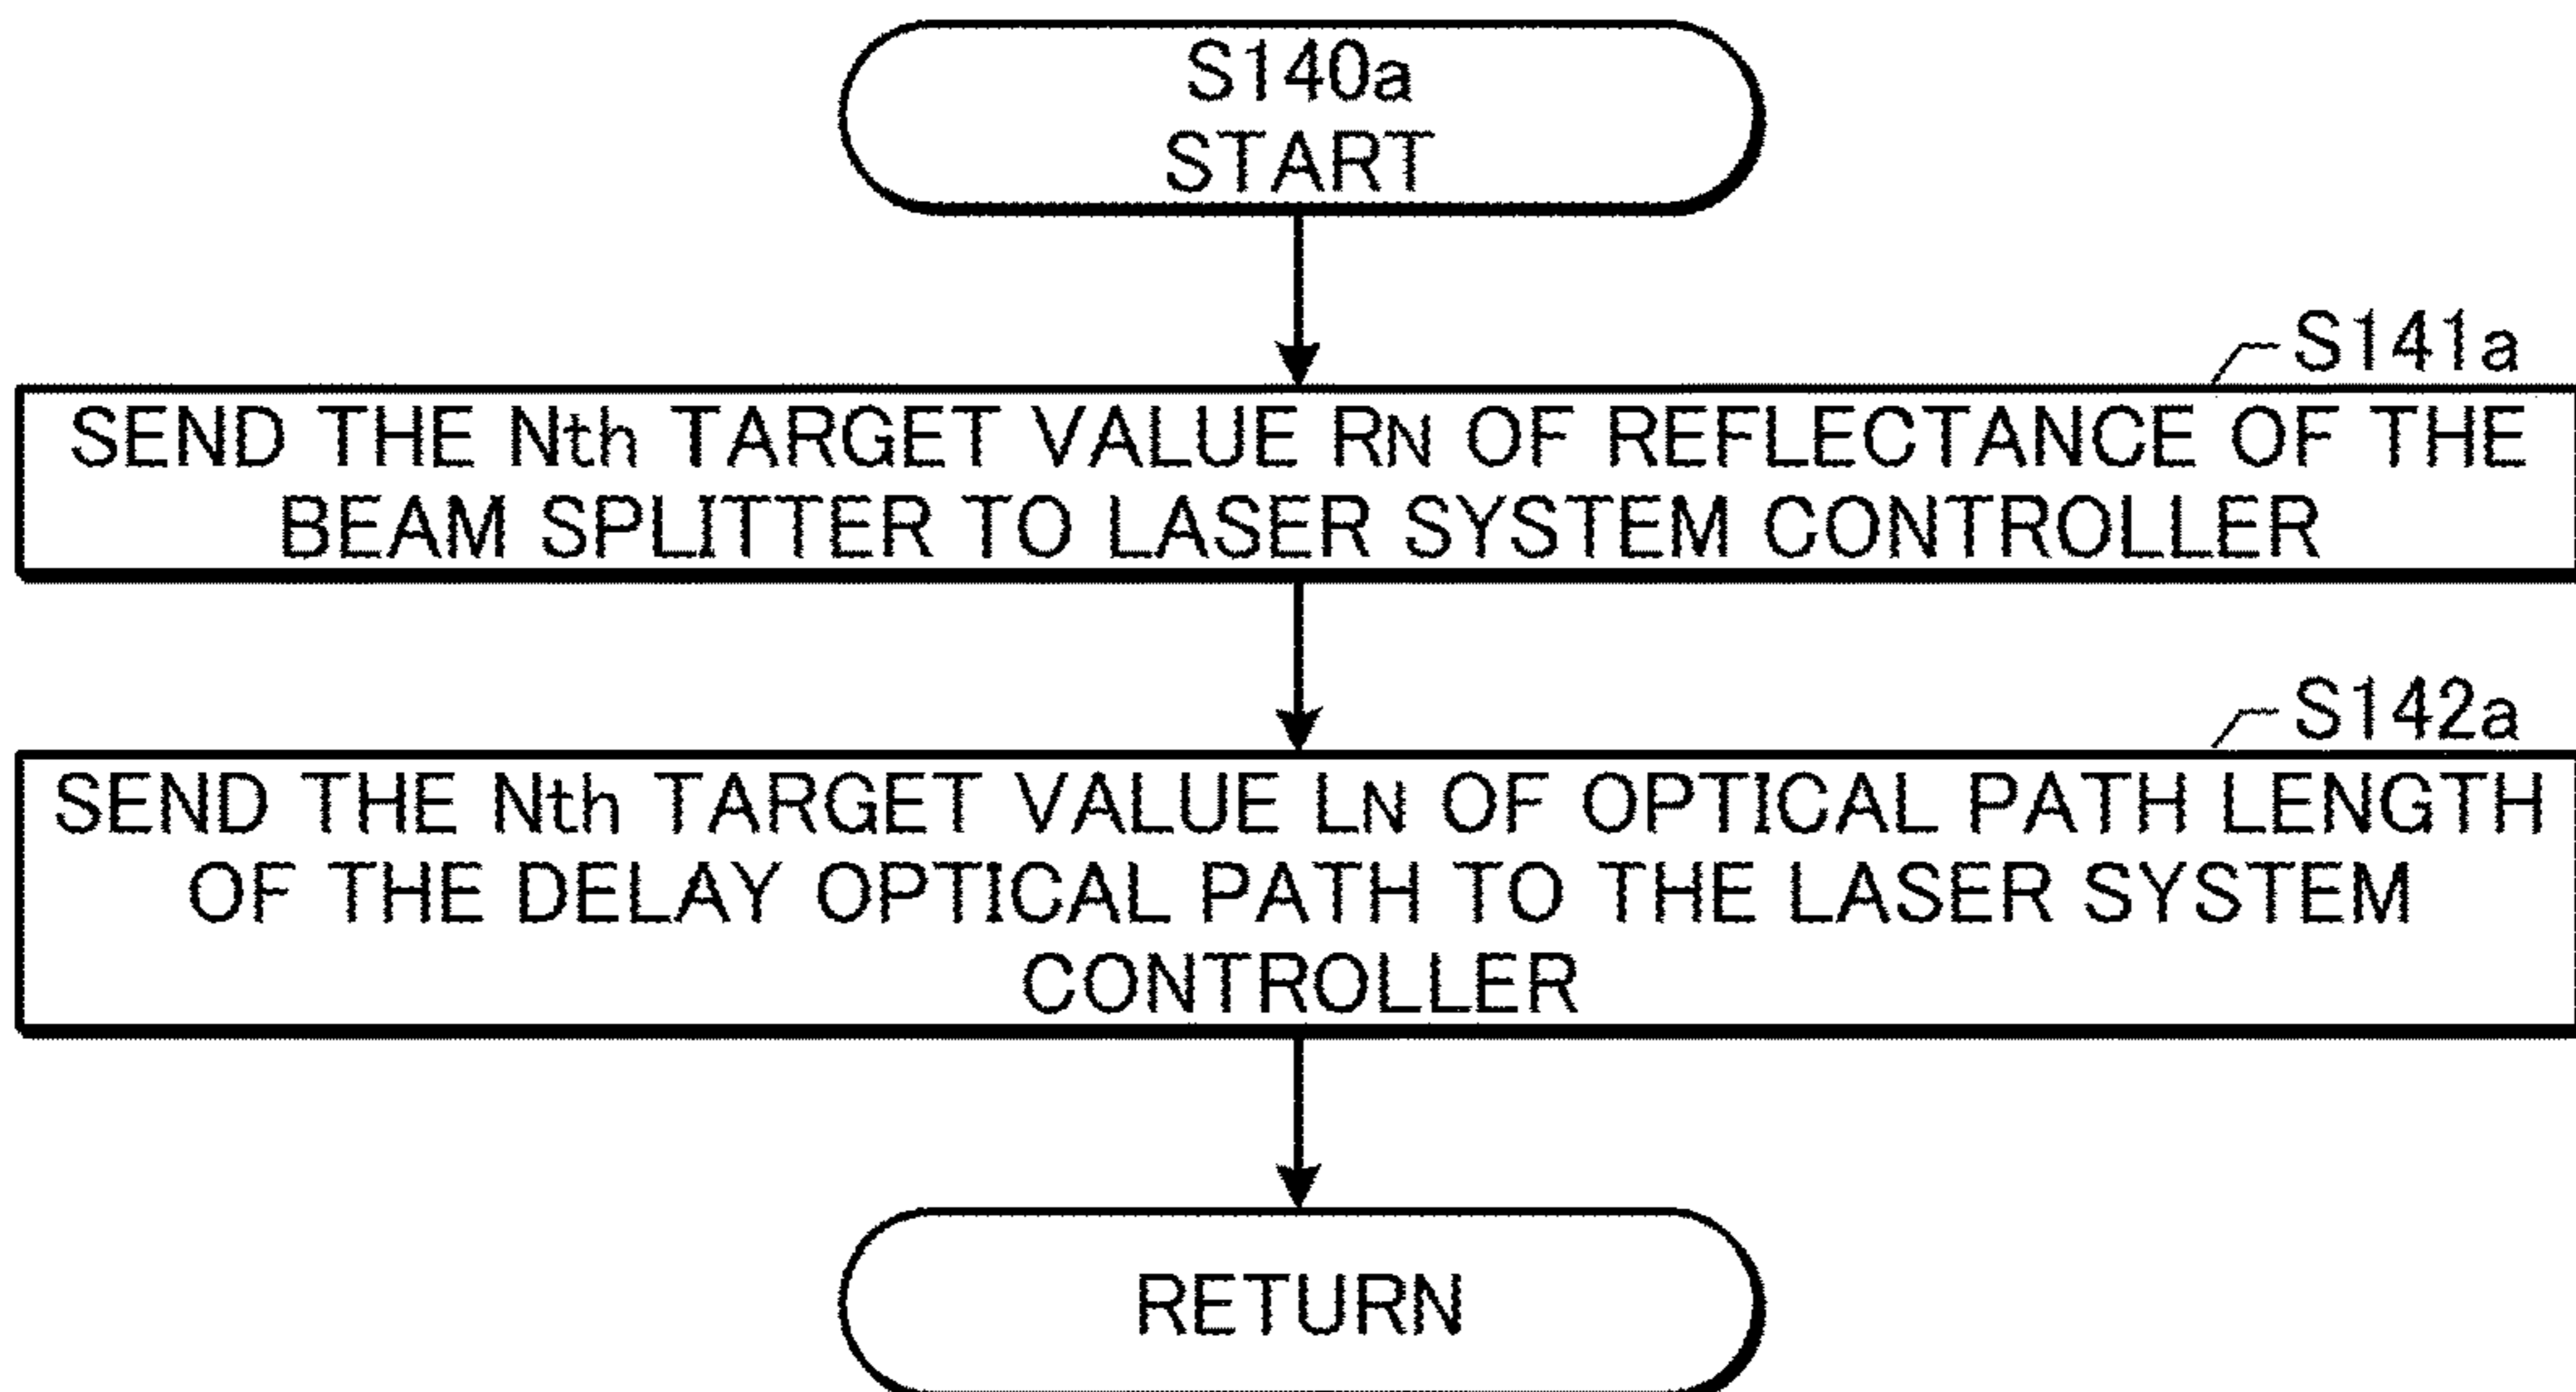 S140a
START
S141a
SEND THE Nth TARGET VALUE RN OF REFLECTANCE OF THE
BEAM SPLITTER TO LASER SYSTEM CONTROLLER
S142a
SEND THE Nth TARGET VALUE LN OF OPTICAL PATH LENGTH
OF THE DELAY OPTICAL PATH TO THE LASER SYSTEM
CONTROLLER
RETURN